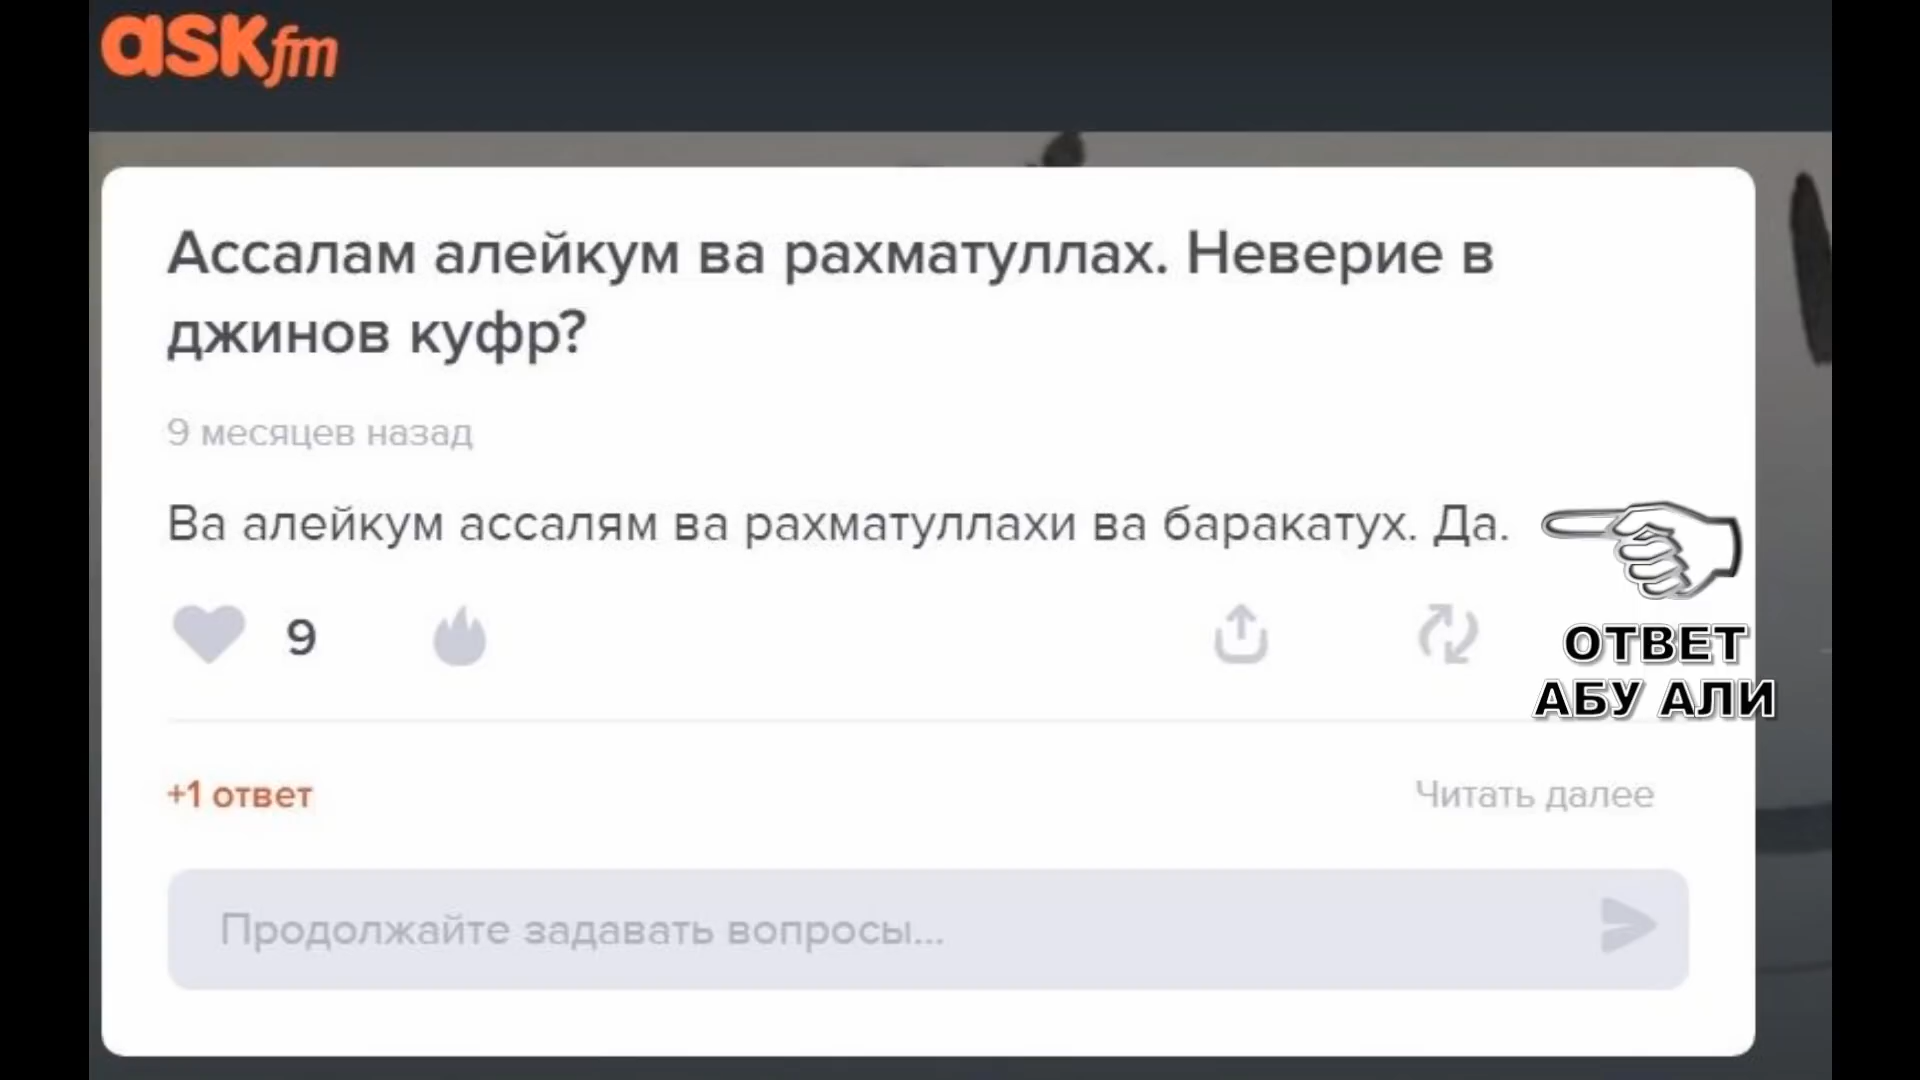 ASKfm
Ассалам алейкум ва рахматуллах. Неверие в
джинов куфр?
9 месяцев назад
Ва алейкум ассалям ва рахматуллахи ва баракатух. Да.
9
ОТВЕТ
АБУ АЛИ
+1 ответ
Читать далее
Продолжайте задавать вопросы...